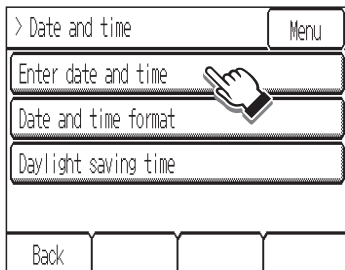 > Date and time
Menu
Enter date and time
Date and time format
Daylight saving time
Back